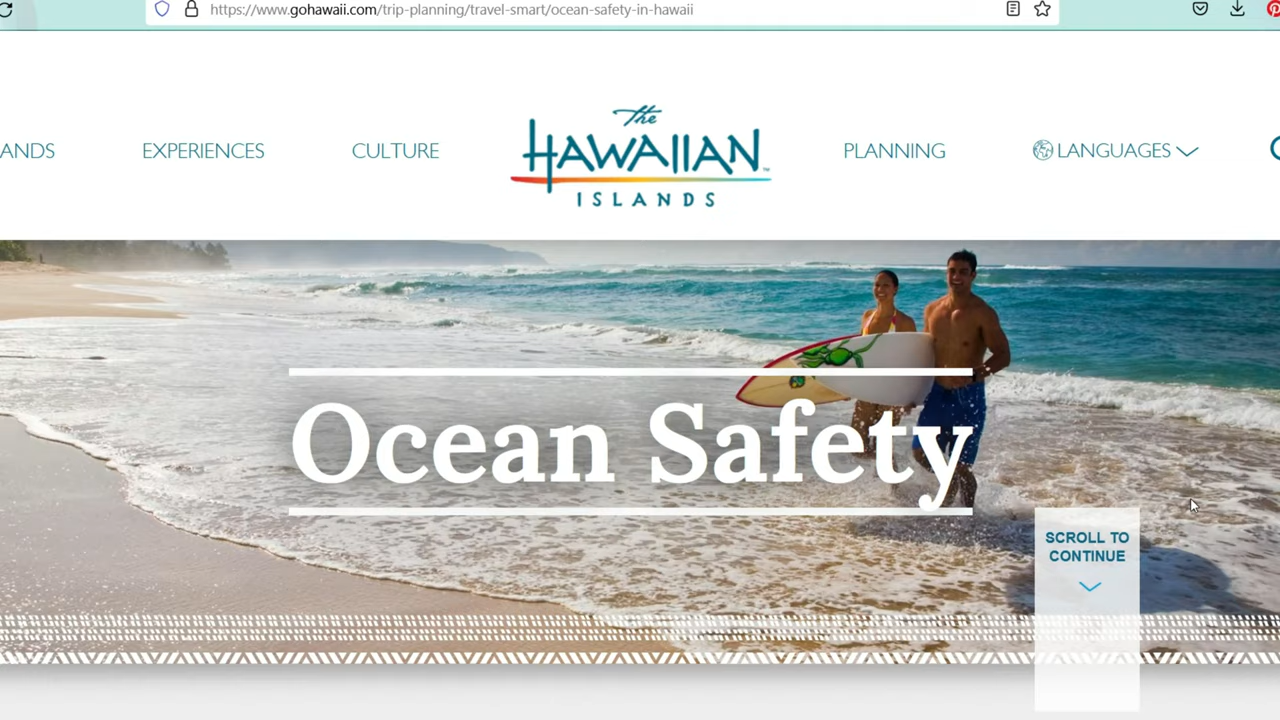 https://www.gohawaii.com/trip-planning/travel-smart/ocean-safety-in-hawaii
ANDS
EXPERIENCES
CULTURE
The
HAWAIIAN
ISLANDS
PLANNING
LANGUAGES
Ocean Safety
SCROLL TO
CONTINUE